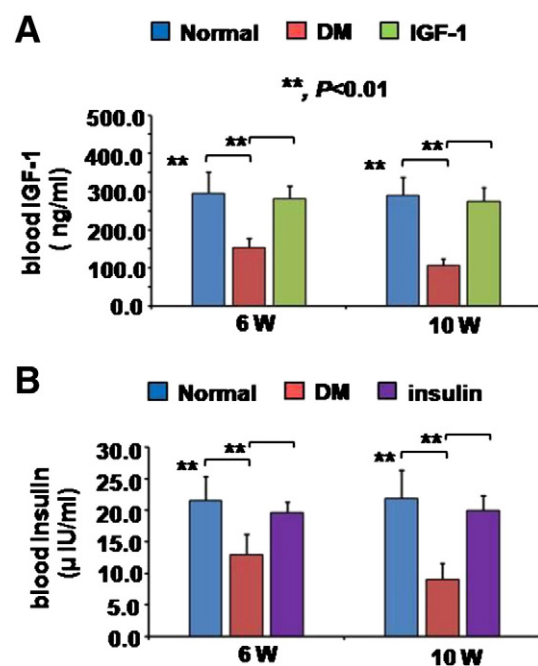 A
Normal DM IGF-1
**, P<0.01
500.0
400.0
300.0
200.0
100.0
0.0
blood IGF-1
( ng/ml)
** ** ** **
6 W 10 W
B
Normal DM insulin
30.0
25.0
20.0
15.0
10.0
5.0
0.0
blood Insulin
(μ IU/ml)
** ** ** **
6 W 10 W